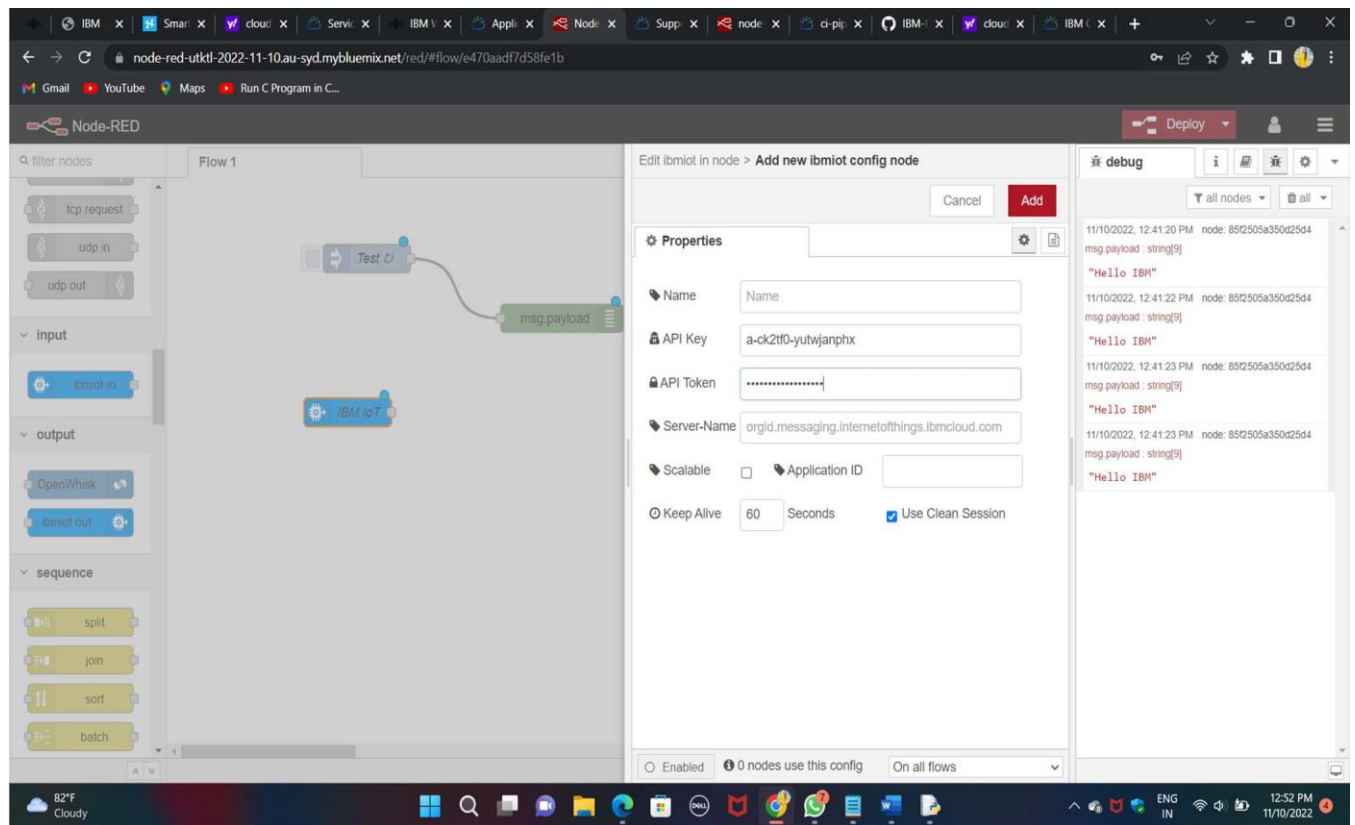 IBM
Smar
cloud
Servic
IBM V
Appli
Node
Supp
node
ci-pip
IBM-I
cloud
IBM C
node-red-utktl-2022-11-10.au-syd.mybluemix.net/red/#flow/e470aadf7d58fe1b
Gmail YouTube Maps Run C Program in C...
Node-RED
Deploy
filter nodes
tcp request
udp in
udp out
input
ibmiot in
output
OpenWhisk
ibmiot out
sequence
split
join
sort
batch
Flow 1
Test ↻
msg.payload
IBM IoT
Edit ibmiot in node > Add new ibmiot config node
Cancel Add
Properties
Name Name
API Key a-ck2tf0-yutwjanphx
API Token ••••••••••••••••••
Server-Name orgid.messaging.internetofthings.ibmcloud.com
Scalable Application ID
Keep Alive 60 Seconds Use Clean Session
Enabled 0 nodes use this config On all flows
debug i
all nodes all
11/10/2022, 12:41:20 PM node: 85f2505a350d25d4
msg.payload : string[9]
"Hello IBM"
11/10/2022, 12:41:22 PM node: 85f2505a350d25d4
msg.payload : string[9]
"Hello IBM"
11/10/2022, 12:41:23 PM node: 85f2505a350d25d4
msg.payload : string[9]
"Hello IBM"
11/10/2022, 12:41:23 PM node: 85f2505a350d25d4
msg.payload : string[9]
"Hello IBM"
82°F
Cloudy
DELL
7
ENG
IN
12:52 PM
11/10/2022
4